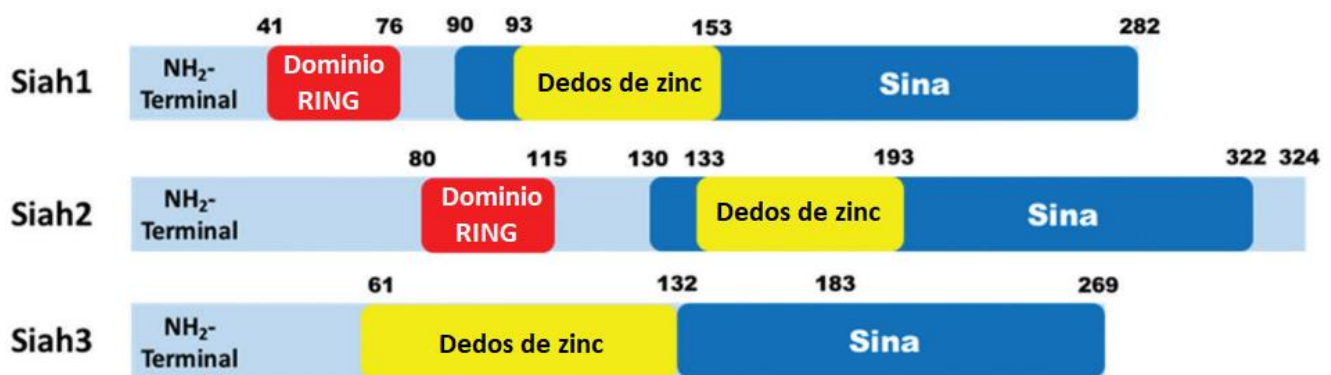 41 76 90 93 153 282
Siah1 NH₂- Dominio Dedos de zinc Sina
Terminal RING
80 115 130 133 193 322 324
Siah2 NH₂- Dominio Dedos de zinc Sina
Terminal RING
61 132 183 269
Siah3 NH₂- Dedos de zinc Sina
Terminal